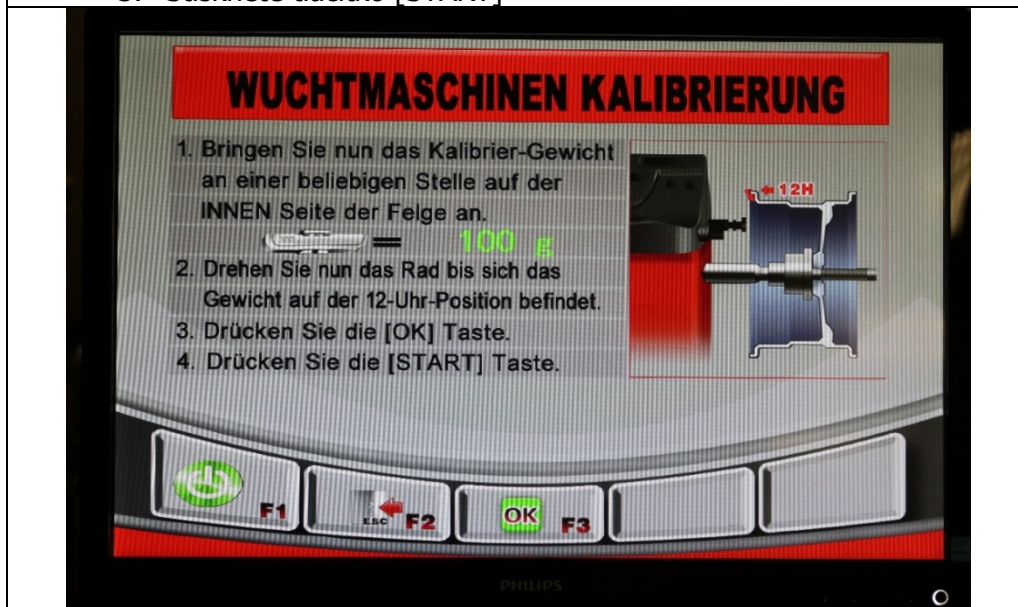 [START]
WUCHTMASCHINEN KALIBRIERUNG
1. Bringen Sie nun das Kalibrier-Gewicht
an einer beliebigen Stelle auf der
INNEN Seite der Felge an.
= 100 g
2. Drehen Sie nun das Rad bis sich das
Gewicht auf der 12-Uhr-Position befindet.
3. Drücken Sie die [OK] Taste.
4. Drücken Sie die [START] Taste.
12H
F1
ESC F2
OK F3
PHILIPS